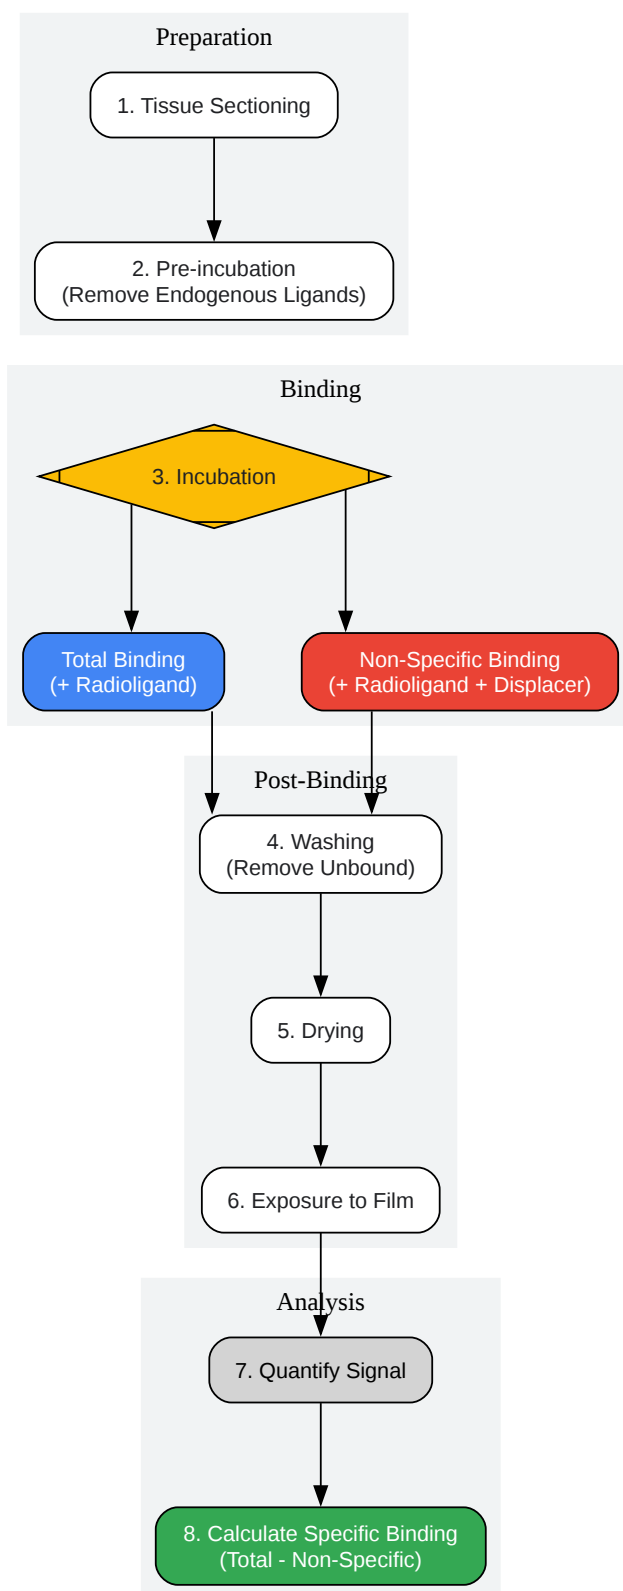 Preparation
1. Tissue Sectioning
2. Pre-incubation
(Remove Endogenous Ligands)
Binding
3. Incubation
Total Binding
(+ Radioligand)
Non-Specific Binding
(+ Radioligand + Displacer)
Post-Binding
4. Washing
(Remove Unbound)
5. Drying
6. Exposure to Film
Analysis
7. Quantify Signal
8. Calculate Specific Binding
(Total - Non-Specific)